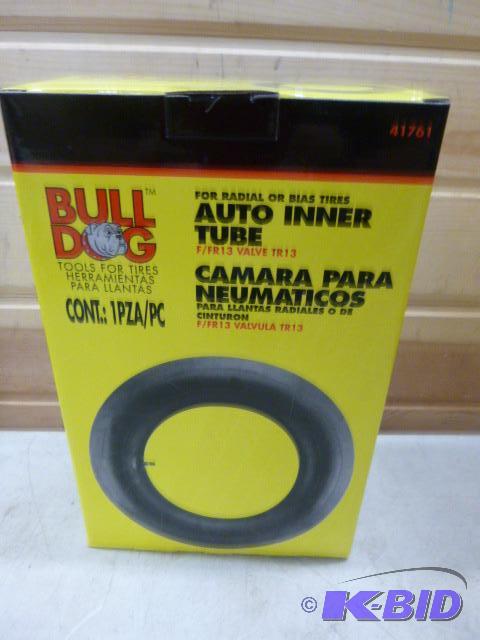 41761
BULL
DOG™
TOOLS FOR TIRES
HERRAMIENTAS
PARA LLANTAS
CONT.: 1PZA/PC
FOR RADIAL OR BIAS TIRES
AUTO INNER
TUBE
F/FR13 VALVE TR13
CAMARA PARA
NEUMATICOS
PARA LLANTAS RADIALES O DE
CINTURON
F/FR13 VALVULA TR13
© K-BID